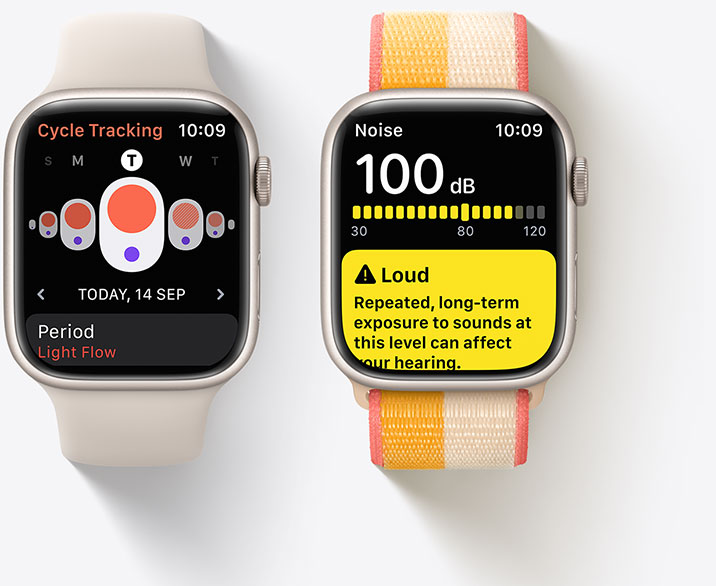 Cycle Tracking 10:09
S M T W T
TODAY, 14 SEP
Period
Light Flow
Noise 10:09
100 dB
30 80 120
Loud
Repeated, long-term
exposure to sounds at
this level can affect
your hearing.